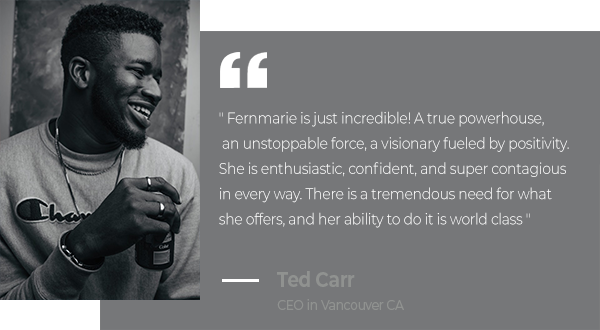 " Fernmarie is just incredible! A true powerhouse,
an unstoppable force, a visionary fueled by positivity.
She is enthusiastic, confident, and super contagious
in every way. There is a tremendous need for what
she offers, and her ability to do it is world class "
Ted Carr
CEO in Vancouver CA